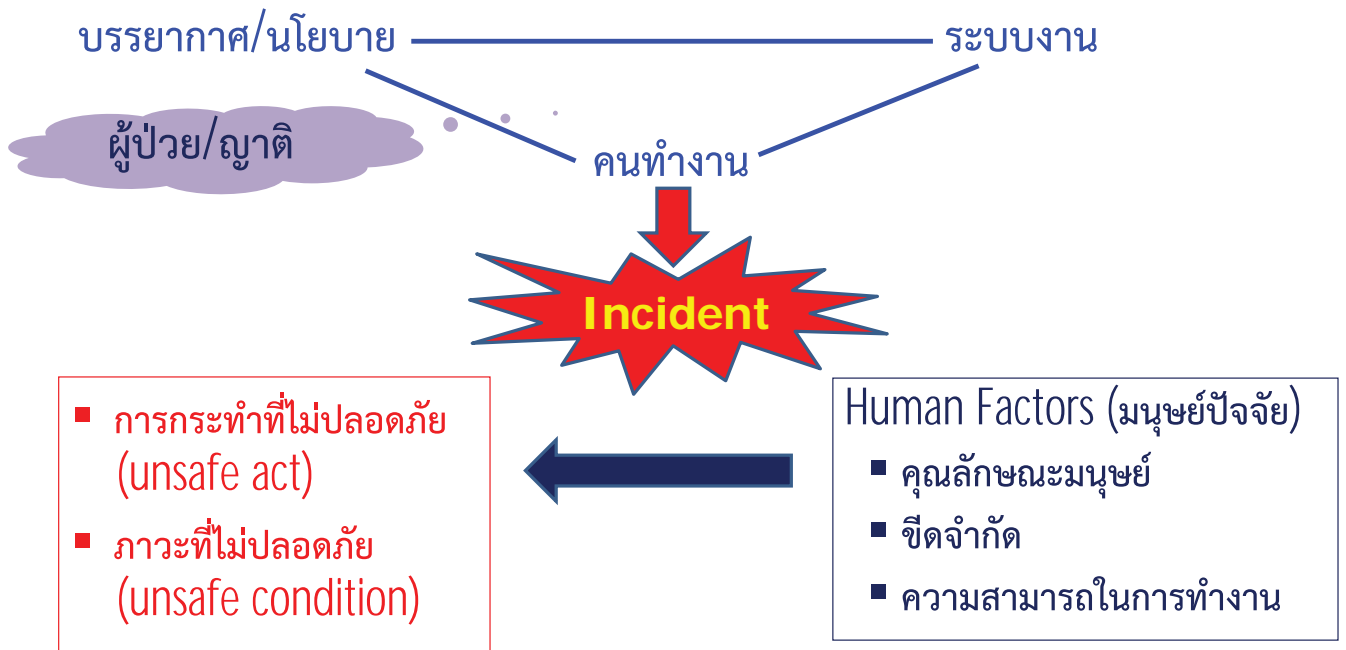 บรรยากาศ/นโยบาย
ระบบงาน
ผู้ป่วย/ญาติ
คนทำงาน
Incident
▪ การกระทำที่ไม่ปลอดภัย
(unsafe act)
▪ ภาวะที่ไม่ปลอดภัย
(unsafe condition)
Human Factors (มนุษย์ปัจจัย)
▪ คุณลักษณะมนุษย์
▪ ขีดจำกัด
▪ ความสามารถในการทำงาน